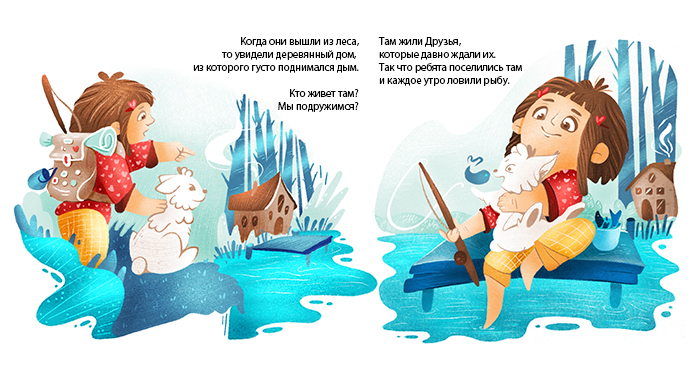 Когда они вышли из леса,
то увидели деревянный дом,
из которого густо поднимался дым.
Кто живет там?
Мы подружимся?
Там жили Друзья,
которые давно ждали их.
Так что ребята поселились там
и каждое утро ловили рыбу.